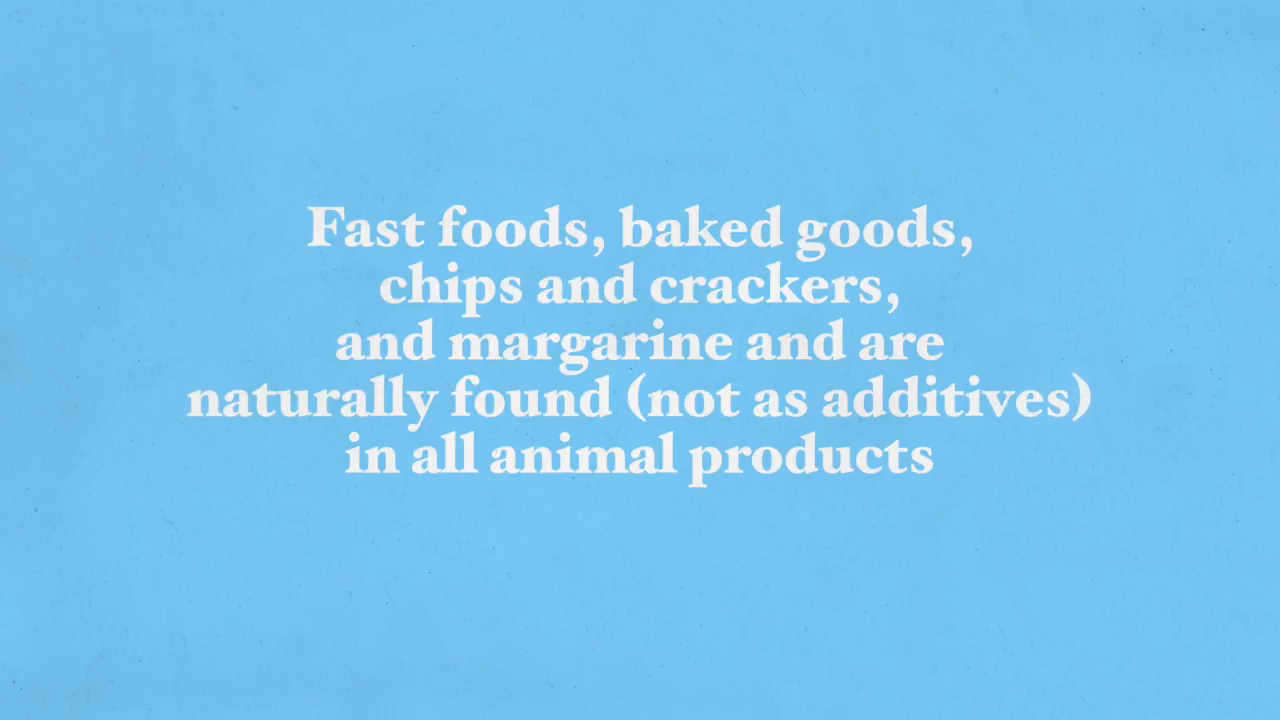 Fast foods, baked goods,
chips and crackers,
and margarine and are
naturally found (not as additives)
in all animal products